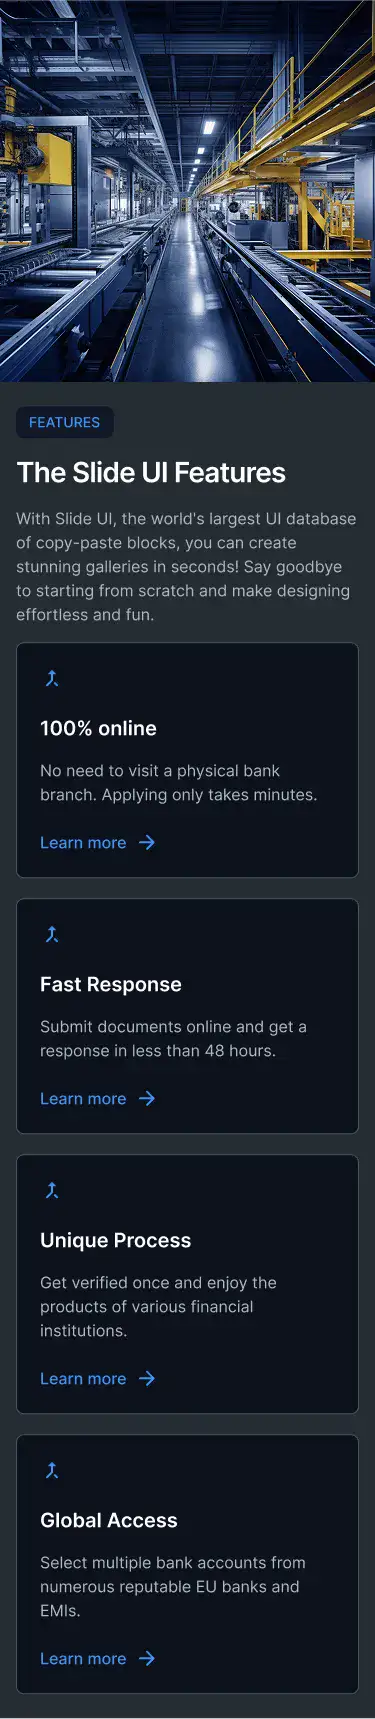 FEATURES
The Slide UI Features
With Slide UI, the world's largest UI database
of copy-paste blocks, you can create
stunning galleries in seconds! Say goodbye
to starting from scratch and make designing
effortless and fun.
100% online
No need to visit a physical bank
branch. Applying only takes minutes.
Learn more
Fast Response
Submit documents online and get a
response in less than 48 hours.
Learn more
Unique Process
Get verified once and enjoy the
products of various financial
institutions.
Learn more
Global Access
Select multiple bank accounts from
numerous reputable EU banks and
EMIs.
Learn more